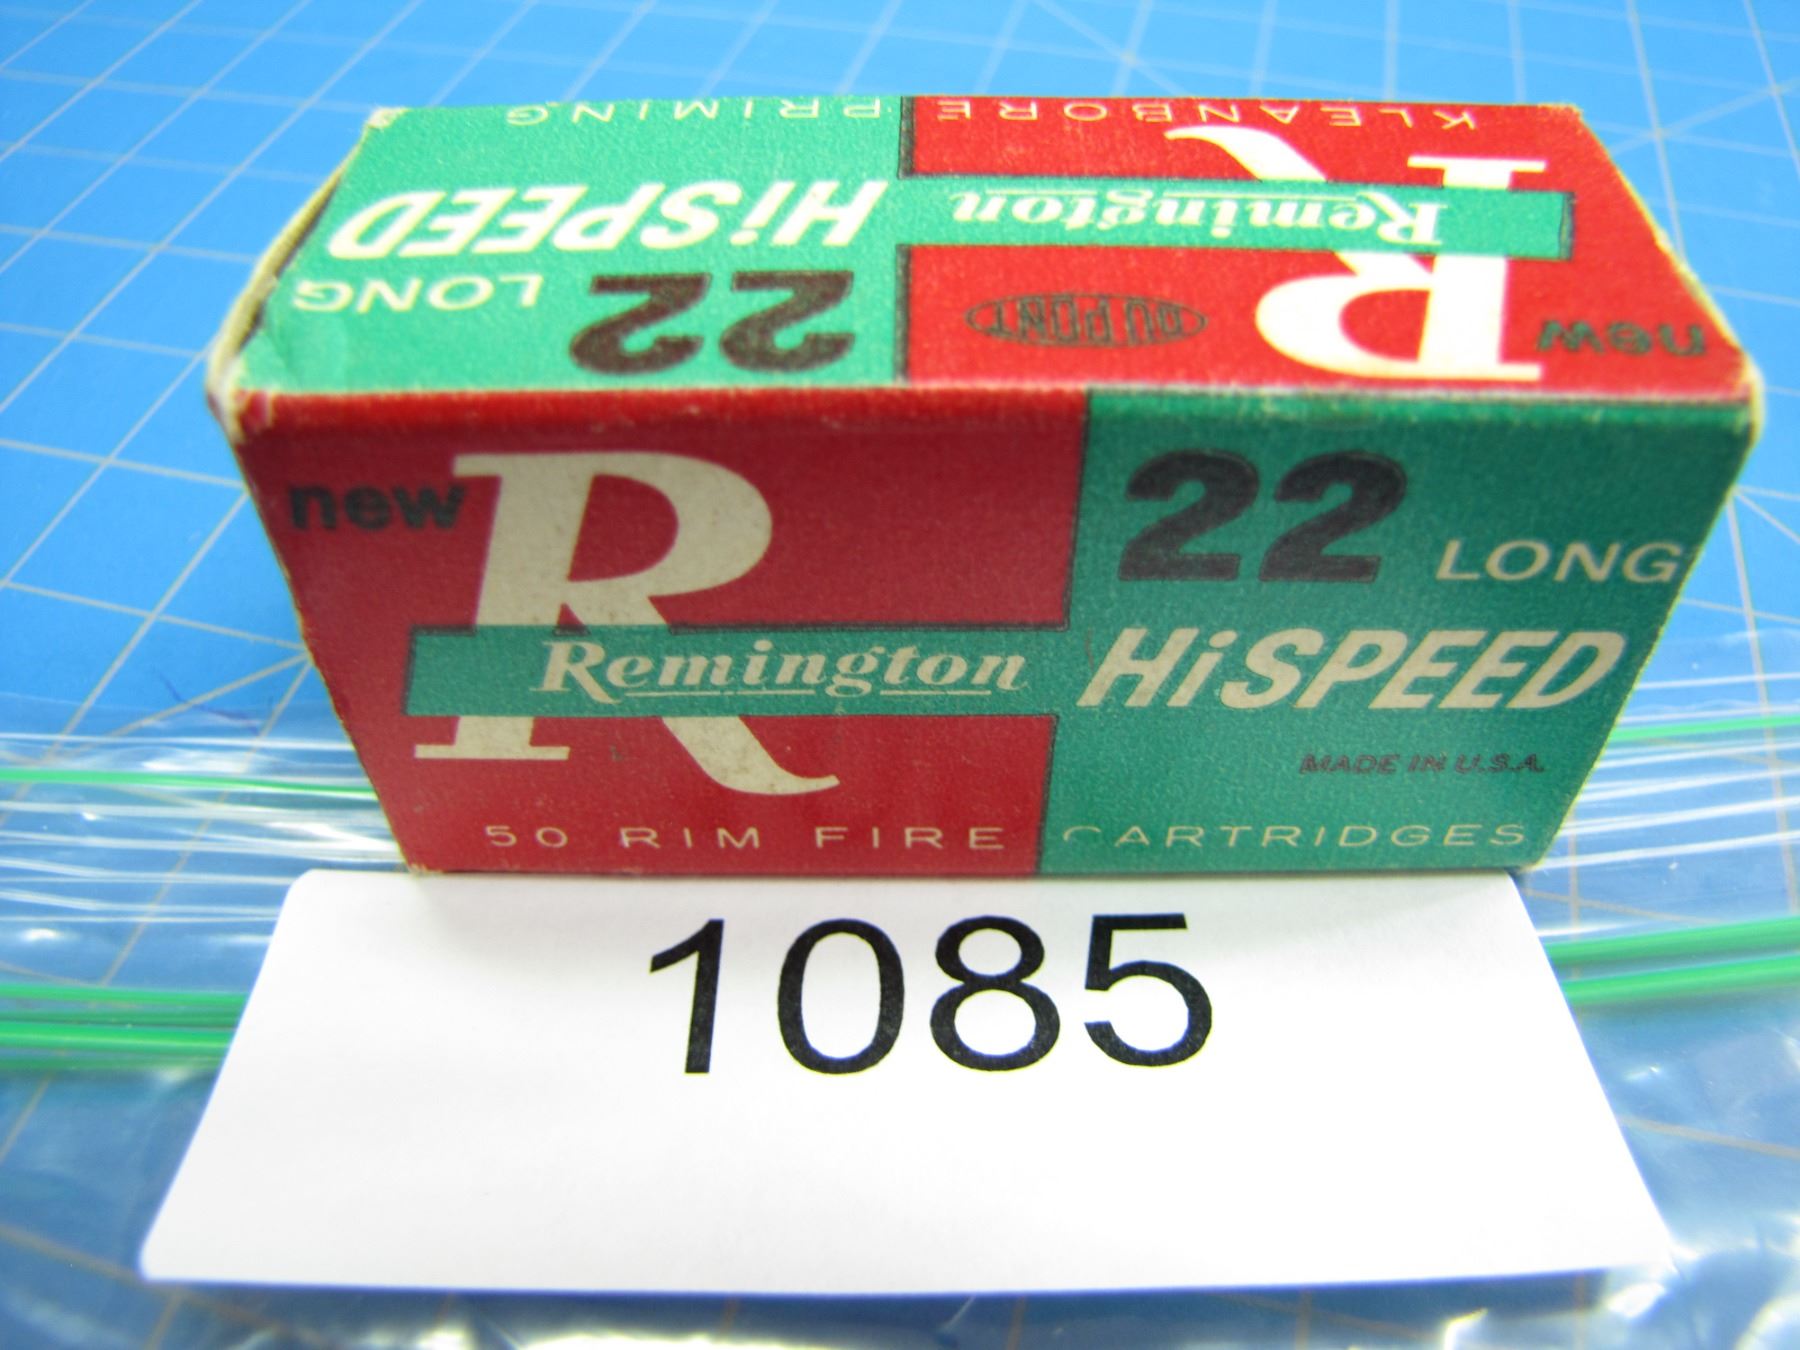 KLEANBORE PRIMING
Remington HiSPEED
DU PONT
22 LONG
new R
new R
22 LONG
Remington HiSPEED
MADE IN U.S.A.
50 RIM FIRE CARTRIDGES
1085